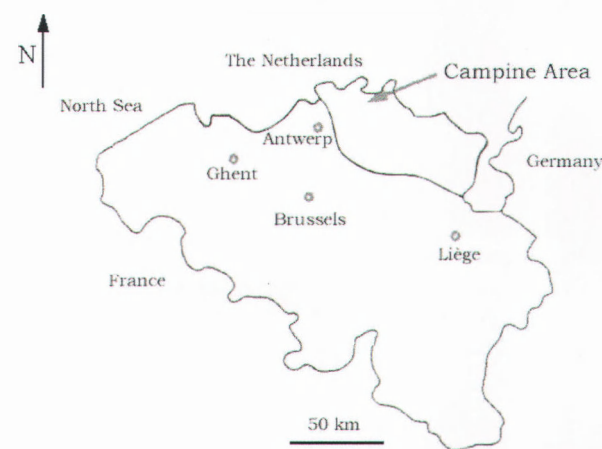 N
The Netherlands
Campine Area
North Sea
Antwerp
Ghent
Germany
Brussels
Liège
France
50 km